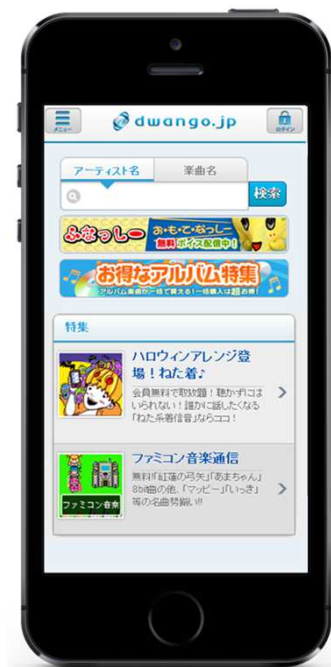 メニュー
dwango.jp
ログイン
アーティスト名
楽曲名
検索
ふなっしー
お・も・て・なっしー
無料ボイス配信中!
お得なアルバム特集
アルバム楽曲が一括で買える!一括購入は超お得!
特集
ハロウィンアレンジ登
場!ねた着♪
会員無料で取放題!聴かずには
いられない!誰かに話したくなる
「ねた系着信音」ならココ!
ファミコン音楽通信
無料!「紅蓮の弓矢」「あまちゃん」
8bit曲の他、「マッピー」「いっき」
等の名曲勢揃い!!
ファミコン音楽